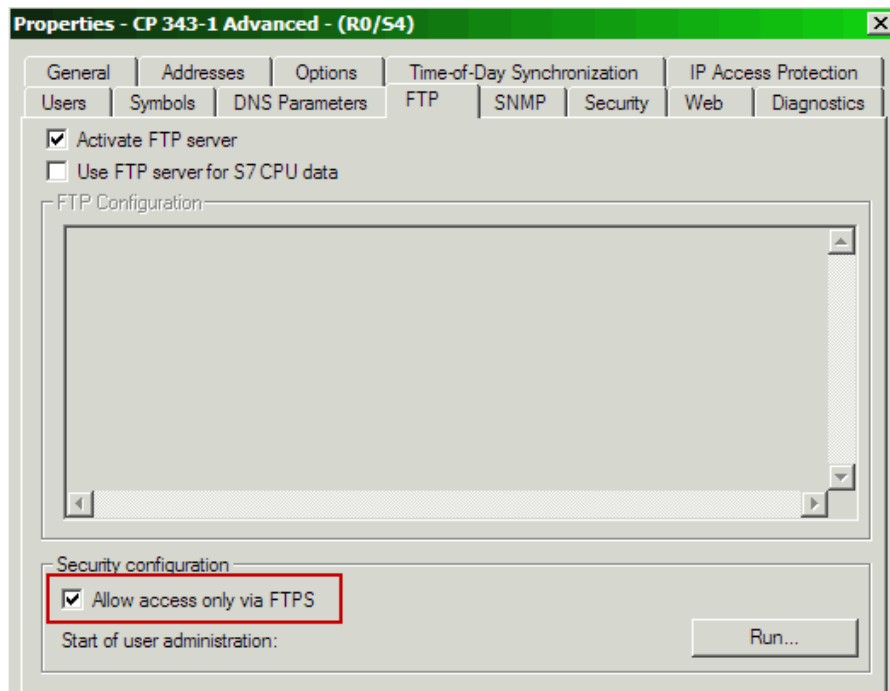 Properties - CP 343-1 Advanced - (R0/S4)
General Addresses Options Time-of-Day Synchronization IP Access Protection
Users Symbols DNS Parameters FTP SNMP Security Web Diagnostics
Activate FTP server
Use FTP server for S7 CPU data
FTP Configuration
Security configuration
Allow access only via FTPS
Start of user administration:
Run...